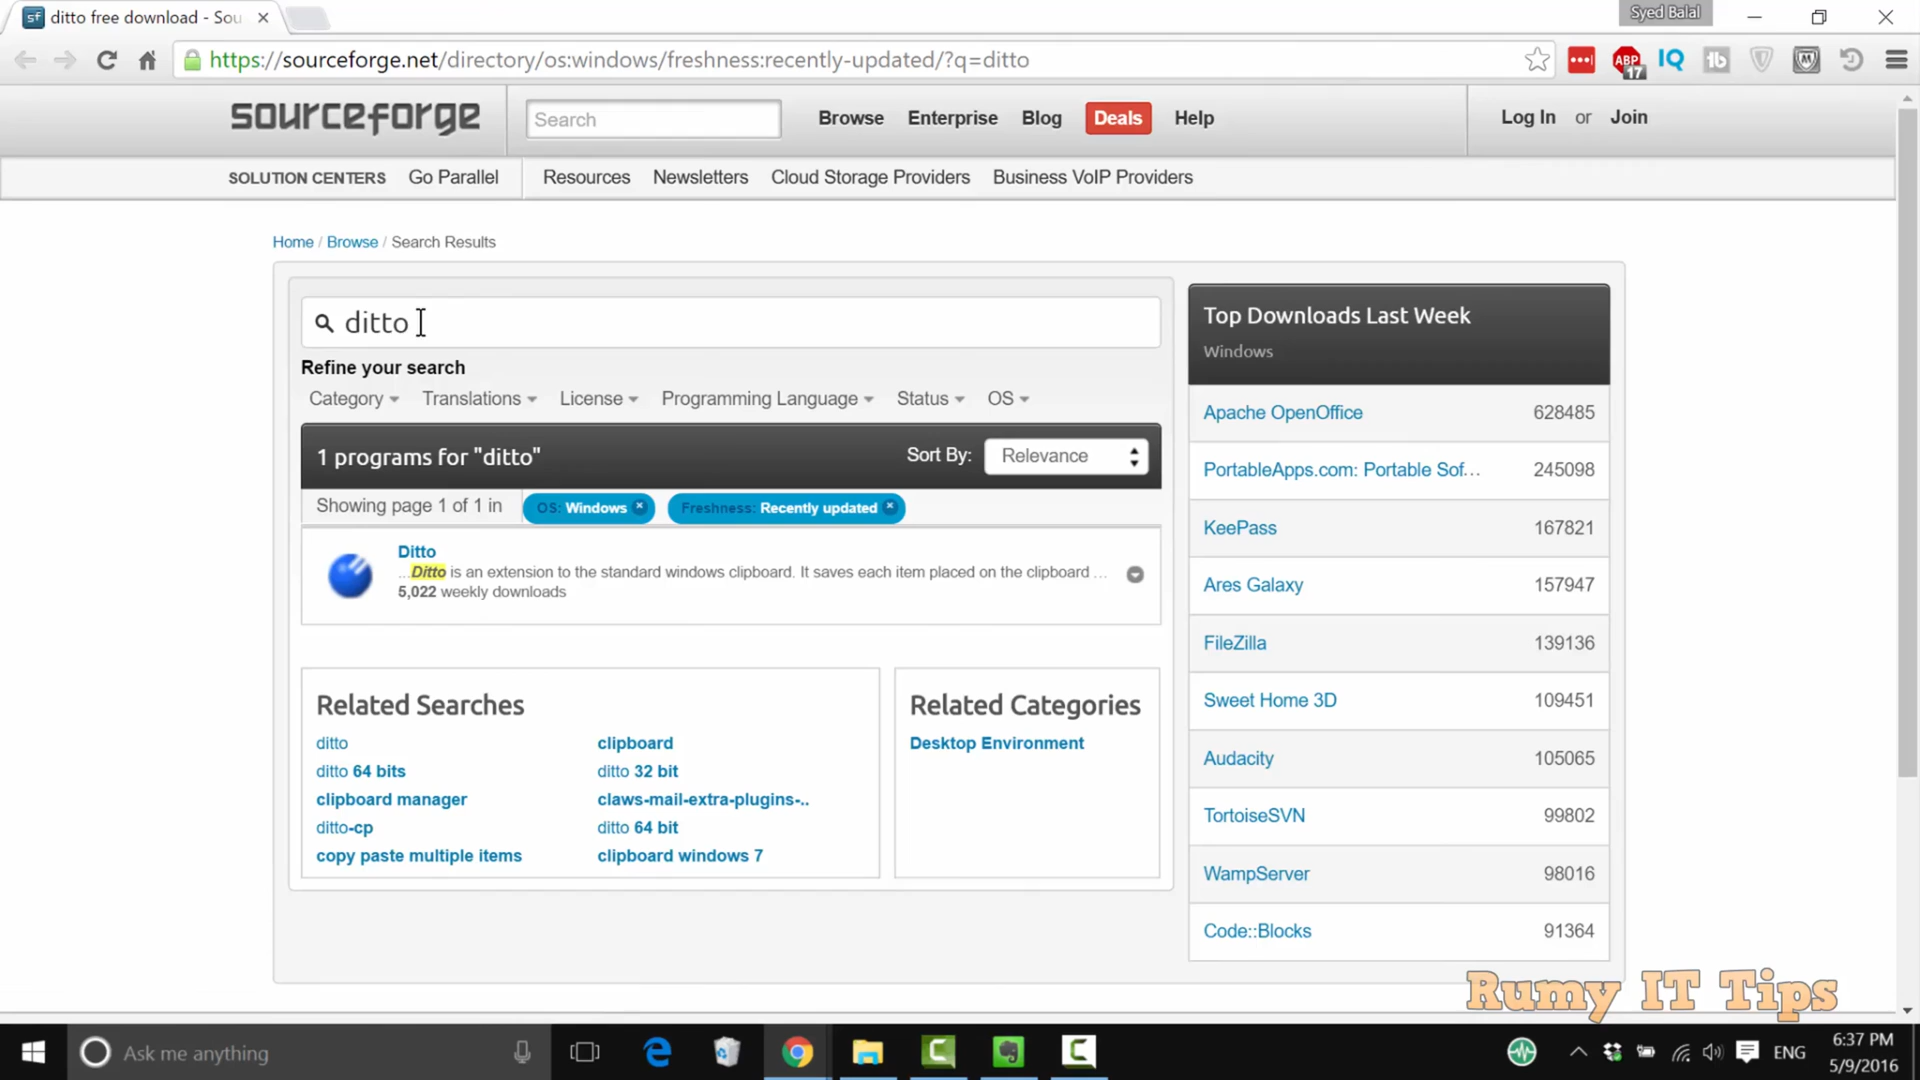 ditto free download - Sou
Syed Balal
https://sourceforge.net/directory/os:windows/freshness:recently-updated/?q=ditto
ABP
17
IQ
sourceforge
Search
Browse
Enterprise
Blog
Deals
Help
Log In or Join
SOLUTION CENTERS
Go Parallel
Resources
Newsletters
Cloud Storage Providers
Business VoIP Providers
Home / Browse / Search Results
ditto
Refine your search
Category
Translations
License
Programming Language
Status
OS
1 programs for "ditto"
Sort By:
Relevance
Showing page 1 of 1 in
OS: Windows
Freshness: Recently updated
Ditto
...Ditto is an extension to the standard windows clipboard. It saves each item placed on the clipboard ...
5,022 weekly downloads
Related Searches
ditto
clipboard
ditto 64 bits
ditto 32 bit
clipboard manager
claws-mail-extra-plugins-..
ditto-cp
ditto 64 bit
copy paste multiple items
clipboard windows 7
Related Categories
Desktop Environment
Top Downloads Last Week
Windows
Apache OpenOffice 628485
PortableApps.com: Portable Sof... 245098
KeePass 167821
Ares Galaxy 157947
FileZilla 139136
Sweet Home 3D 109451
Audacity 105065
TortoiseSVN 99802
WampServer 98016
Code::Blocks 91364
Rumy IT Tips
Ask me anything
ENG
6:37 PM
5/9/2016